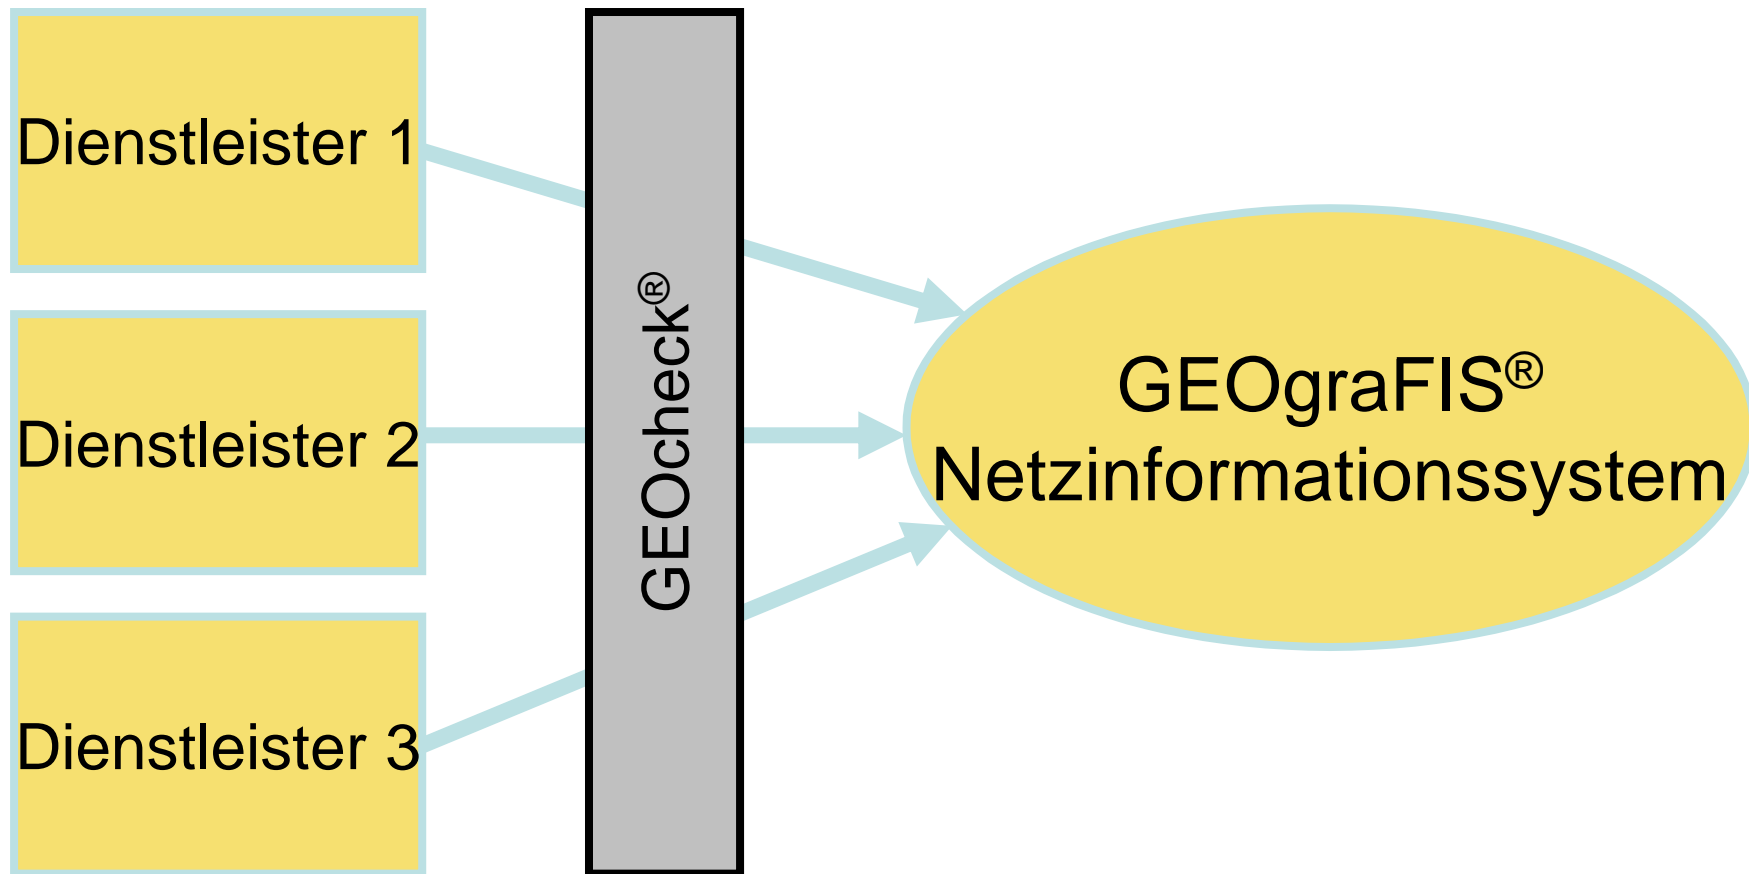 Dienstleister 1
Dienstleister 2
Dienstleister 3
GEOcheck®
GEOgraFIS®
Netzinformationssystem